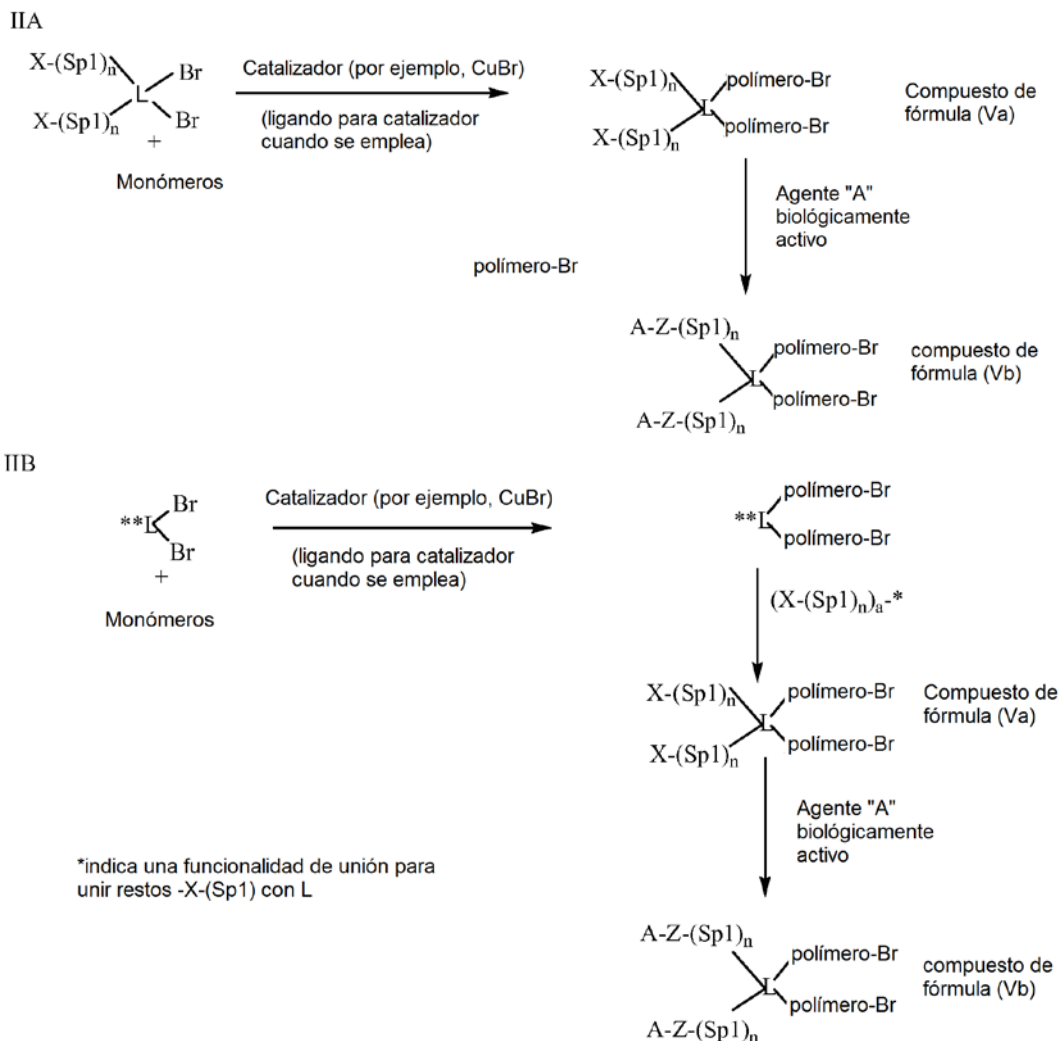 IIA
X-(Sp1)n
X-(Sp1)n
L
Br
Br
+
Monómeros
Catalizador (por ejemplo, CuBr)
(ligando para catalizador
cuando se emplea)
X-(Sp1)n
X-(Sp1)n
L
polímero-Br
polímero-Br
Compuesto de
fórmula (Va)
Agente "A"
biológicamente
activo
polímero-Br
A-Z-(Sp1)n
A-Z-(Sp1)n
L
polímero-Br
polímero-Br
compuesto de
fórmula (Vb)
IIB
**L
Br
Br
+
Monómeros
Catalizador (por ejemplo, CuBr)
(ligando para catalizador
cuando se emplea)
**L
polímero-Br
polímero-Br
(X-(Sp1)n)a-*
X-(Sp1)n
X-(Sp1)n
L
polímero-Br
polímero-Br
Compuesto de
fórmula (Va)
Agente "A"
biológicamente
activo
*indica una funcionalidad de unión para
unir restos -X-(Sp1) con L
A-Z-(Sp1)n
A-Z-(Sp1)n
L
polímero-Br
polímero-Br
compuesto de
fórmula (Vb)